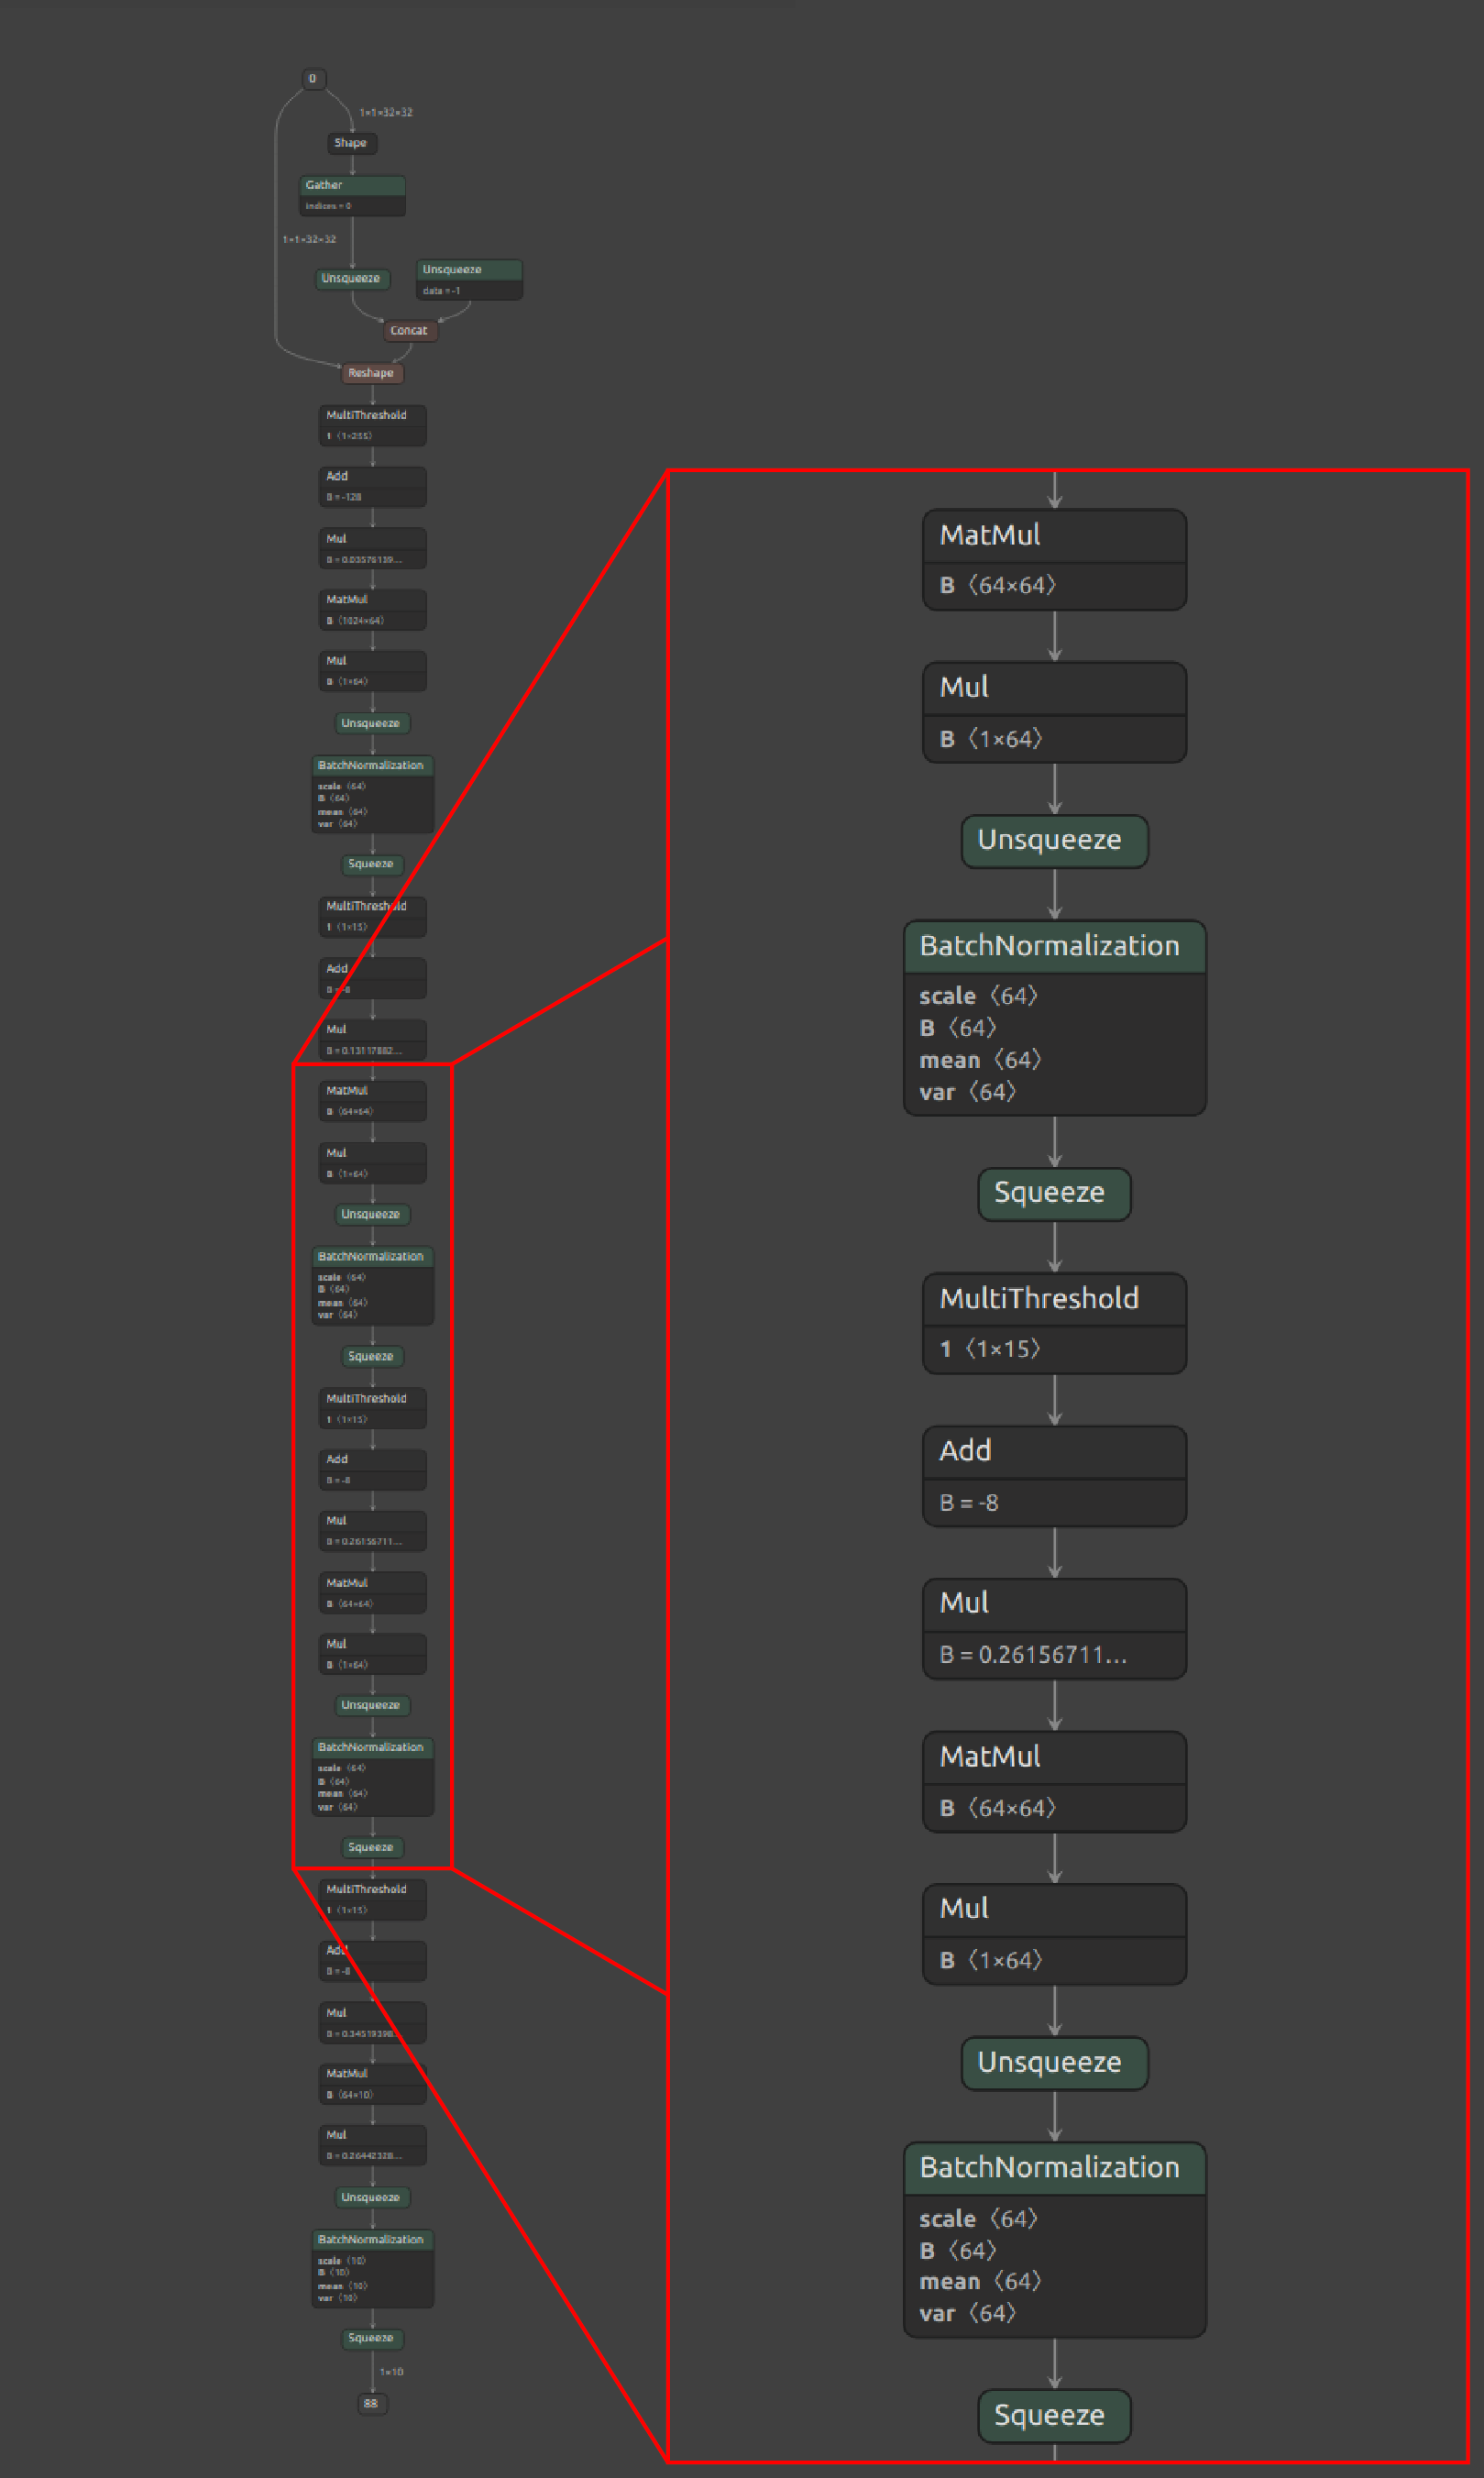 0
1×1×32×32
Shape
Gather
indices = 0
1×1×32×32
Unsqueeze
Unsqueeze
data = -1
Concat
Reshape
MultiThreshold
1 〈1×255〉
Add
B = -128
Mul
B = 0.03576139...
MatMul
B 〈1024×64〉
Mul
B 〈1×64〉
Unsqueeze
BatchNormalization
scale 〈64〉
B 〈64〉
mean 〈64〉
var 〈64〉
Squeeze
MultiThreshold
1 〈1×15〉
Add
B = -8
Mul
B = 0.13117882...
MatMul
B 〈64×64〉
Mul
B 〈1×64〉
Unsqueeze
BatchNormalization
scale 〈64〉
B 〈64〉
mean 〈64〉
var 〈64〉
Squeeze
MultiThreshold
1 〈1×15〉
Add
B = -8
Mul
B = 0.26156711...
MatMul
B 〈64×64〉
Mul
B 〈1×64〉
Unsqueeze
BatchNormalization
scale 〈64〉
B 〈64〉
mean 〈64〉
var 〈64〉
Squeeze
MultiThreshold
1 〈1×15〉
Add
B = -8
Mul
B = 0.34519398...
MatMul
B 〈64×10〉
Mul
B = 0.26442328...
Unsqueeze
BatchNormalization
scale 〈10〉
B 〈10〉
mean 〈10〉
var 〈10〉
Squeeze
1×10
88
MatMul
B 〈64×64〉
Mul
B 〈1×64〉
Unsqueeze
BatchNormalization
scale 〈64〉
B 〈64〉
mean 〈64〉
var 〈64〉
Squeeze
MultiThreshold
1 〈1×15〉
Add
B = -8
Mul
B = 0.26156711...
MatMul
B 〈64×64〉
Mul
B 〈1×64〉
Unsqueeze
BatchNormalization
scale 〈64〉
B 〈64〉
mean 〈64〉
var 〈64〉
Squeeze